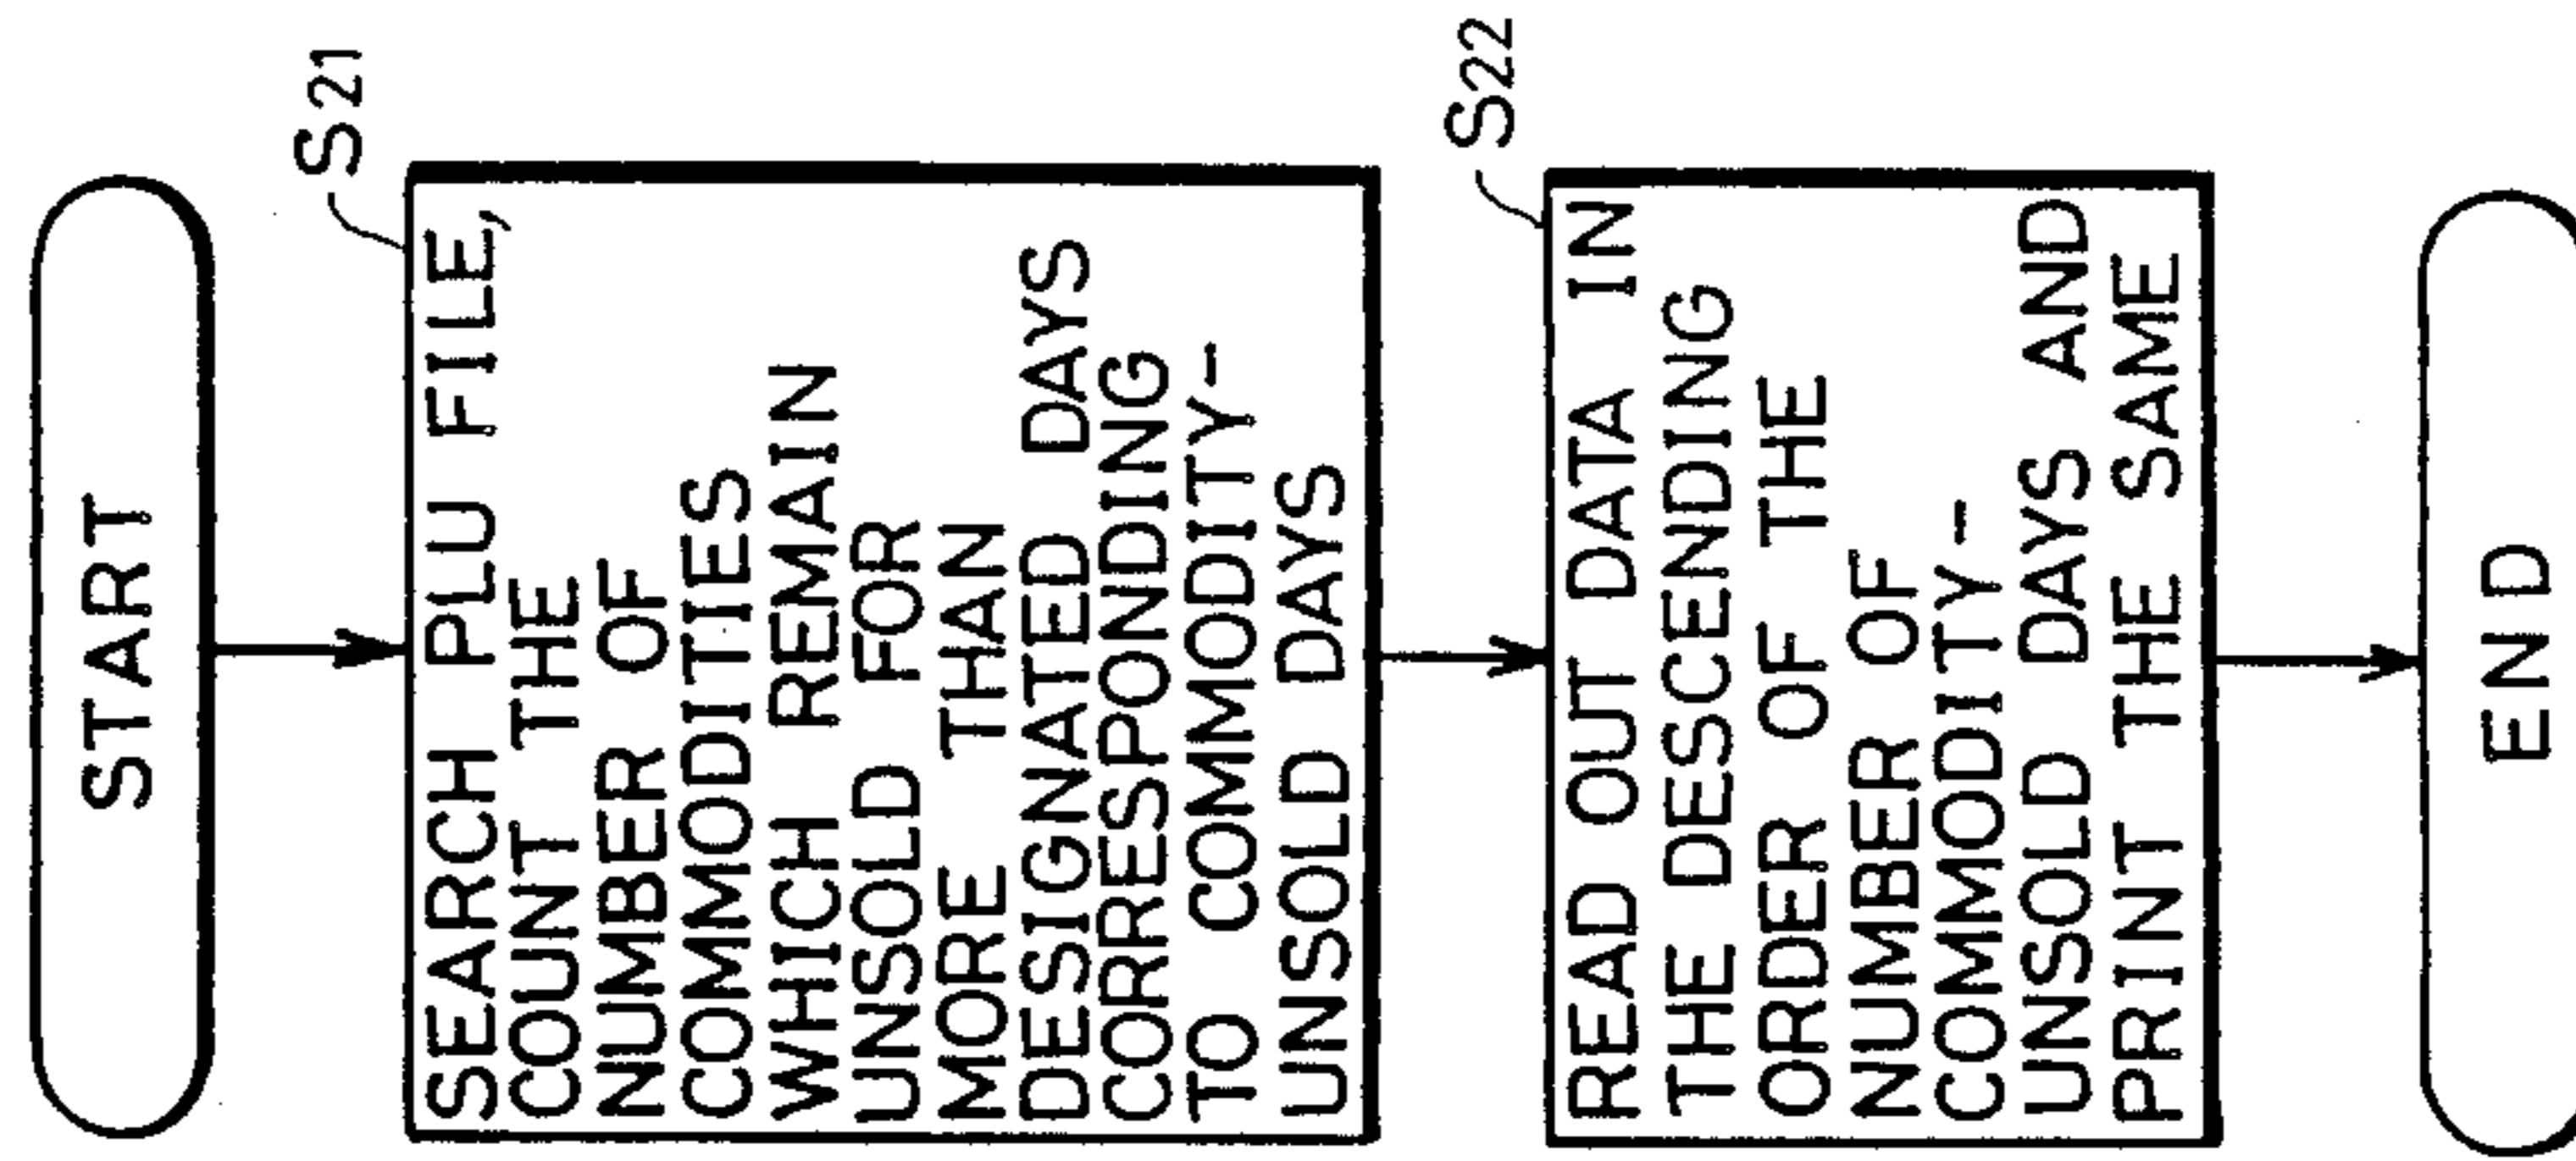 START
S21
SEARCH PLU FILE,
COUNT THE
NUMBER OF
COMMODITIES
WHICH REMAIN
UNSOLD FOR
MORE THAN
DESIGNATED DAYS
CORRESPONDING
TO COMMODITY-
UNSOLD DAYS
S22
READ OUT DATA IN
THE DESCENDING
ORDER OF THE
NUMBER OF
COMMODITY-
UNSOLD DAYS AND
PRINT THE SAME
END